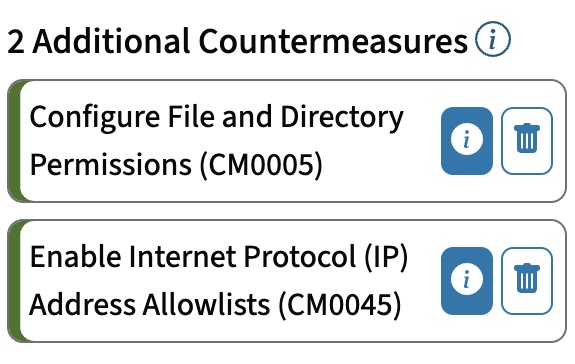 2 Additional Countermeasures i
Configure File and Directory
Permissions (CM0005)
i
Enable Internet Protocol (IP)
Address Allowlists (CM0045)
i